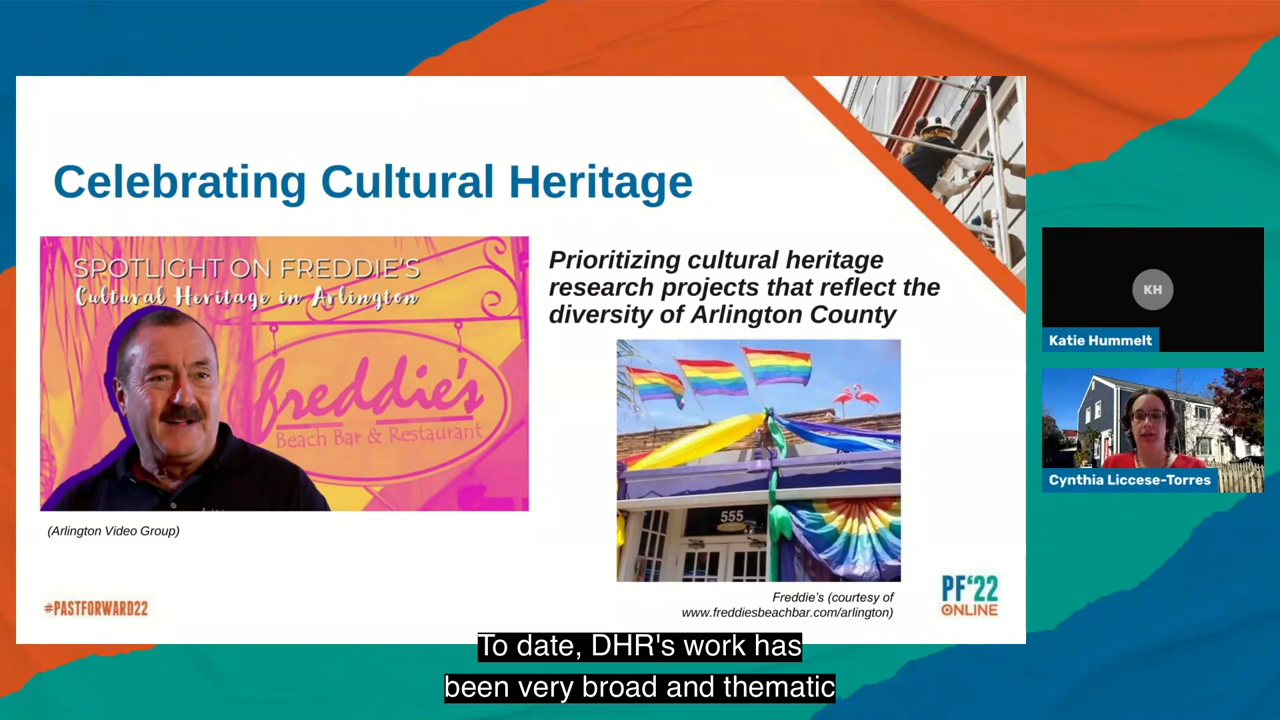 Celebrating Cultural Heritage
SPOTLIGHT ON FREDDIE'S
Cultural Heritage in Arlington
freddie's
Beach Bar & Restaurant
(Arlington Video Group)
Prioritizing cultural heritage
research projects that reflect the
diversity of Arlington County
555
Freddie's (courtesy of
www.freddiesbeachbar.com/arlington)
#PASTFORWARD22
PF'22
ONLINE
KH
Katie Hummelt
Cynthia Liccese-Torres
To date, DHR's work has
been very broad and thematic